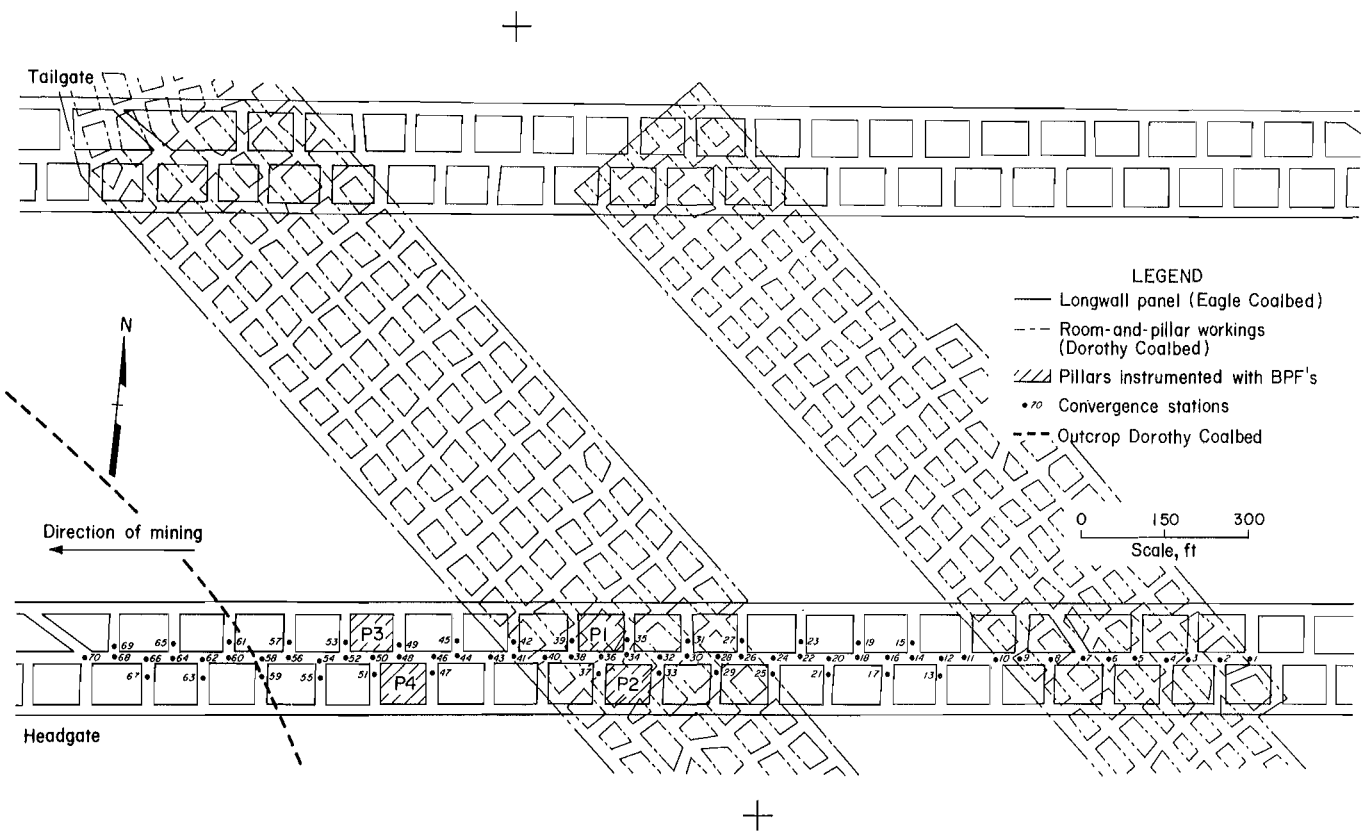 Tailgate
N
LEGEND
Longwall panel (Eagle Coalbed)
Room-and-pillar workings
(Dorothy Coalbed)
Pillars instrumented with BPF's
•70 Convergence stations
Outcrop Dorothy Coalbed
0 150 300
Scale, ft
Direction of mining
P3 P1
69 65 61 57 53 49 45 42 39 35 31 27 23 19 15
70 68 66 64 62 60 58 56 54 52 50 48 46 44 43 41 40 38 36 34 32 30 28 26 24 22 20 18 16 14 12 11 10 9 8 7 6 5 4 3 2 1
67 63 59 55 51 47 37 33 29 25 21 17 13
P4 P2
Headgate